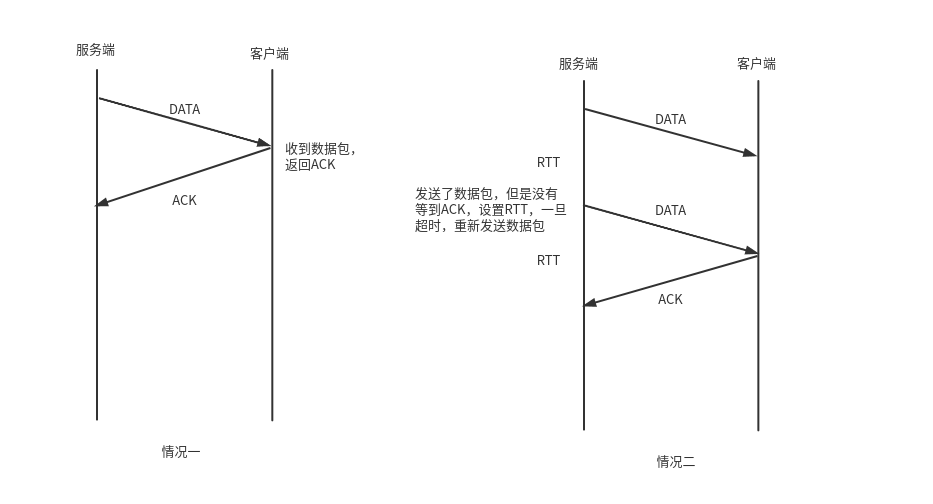 服务端
客户端
DATA
收到数据包，
返回ACK
ACK
情况一
服务端
客户端
DATA
RTT
发送了数据包，但是没有
等到ACK，设置RTT，一旦
超时，重新发送数据包
DATA
RTT
ACK
情况二